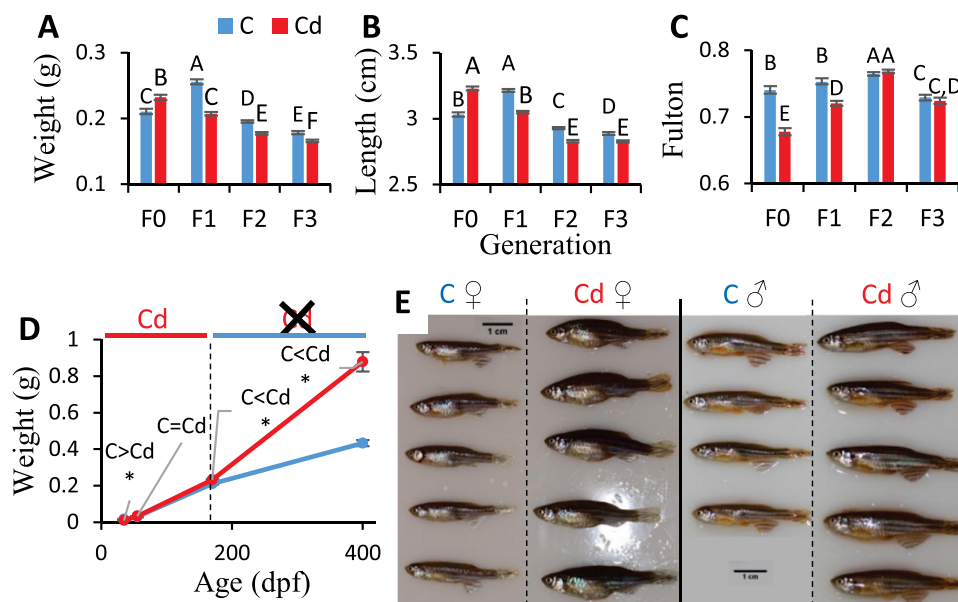 A
C Cd
Weight (g)
0.3
0.2
0.1
C B A C D E E F
F0 F1 F2 F3
B
Length (cm)
3.5
3
2.5
B A A B C E D E
F0 F1 F2 F3
Generation
C
Fulton
0.8
0.7
0.6
B E B D A A C C,D
F0 F1 F2 F3
D
Cd
Cd
Weight (g)
1
0.8
0.6
0.4
0.2
0
C>Cd
*
C=Cd
C<Cd
*
C<Cd
*
0 200 400
Age (dpf)
E
C ♀ Cd ♀ C ♂ Cd ♂
1 cm
1 cm